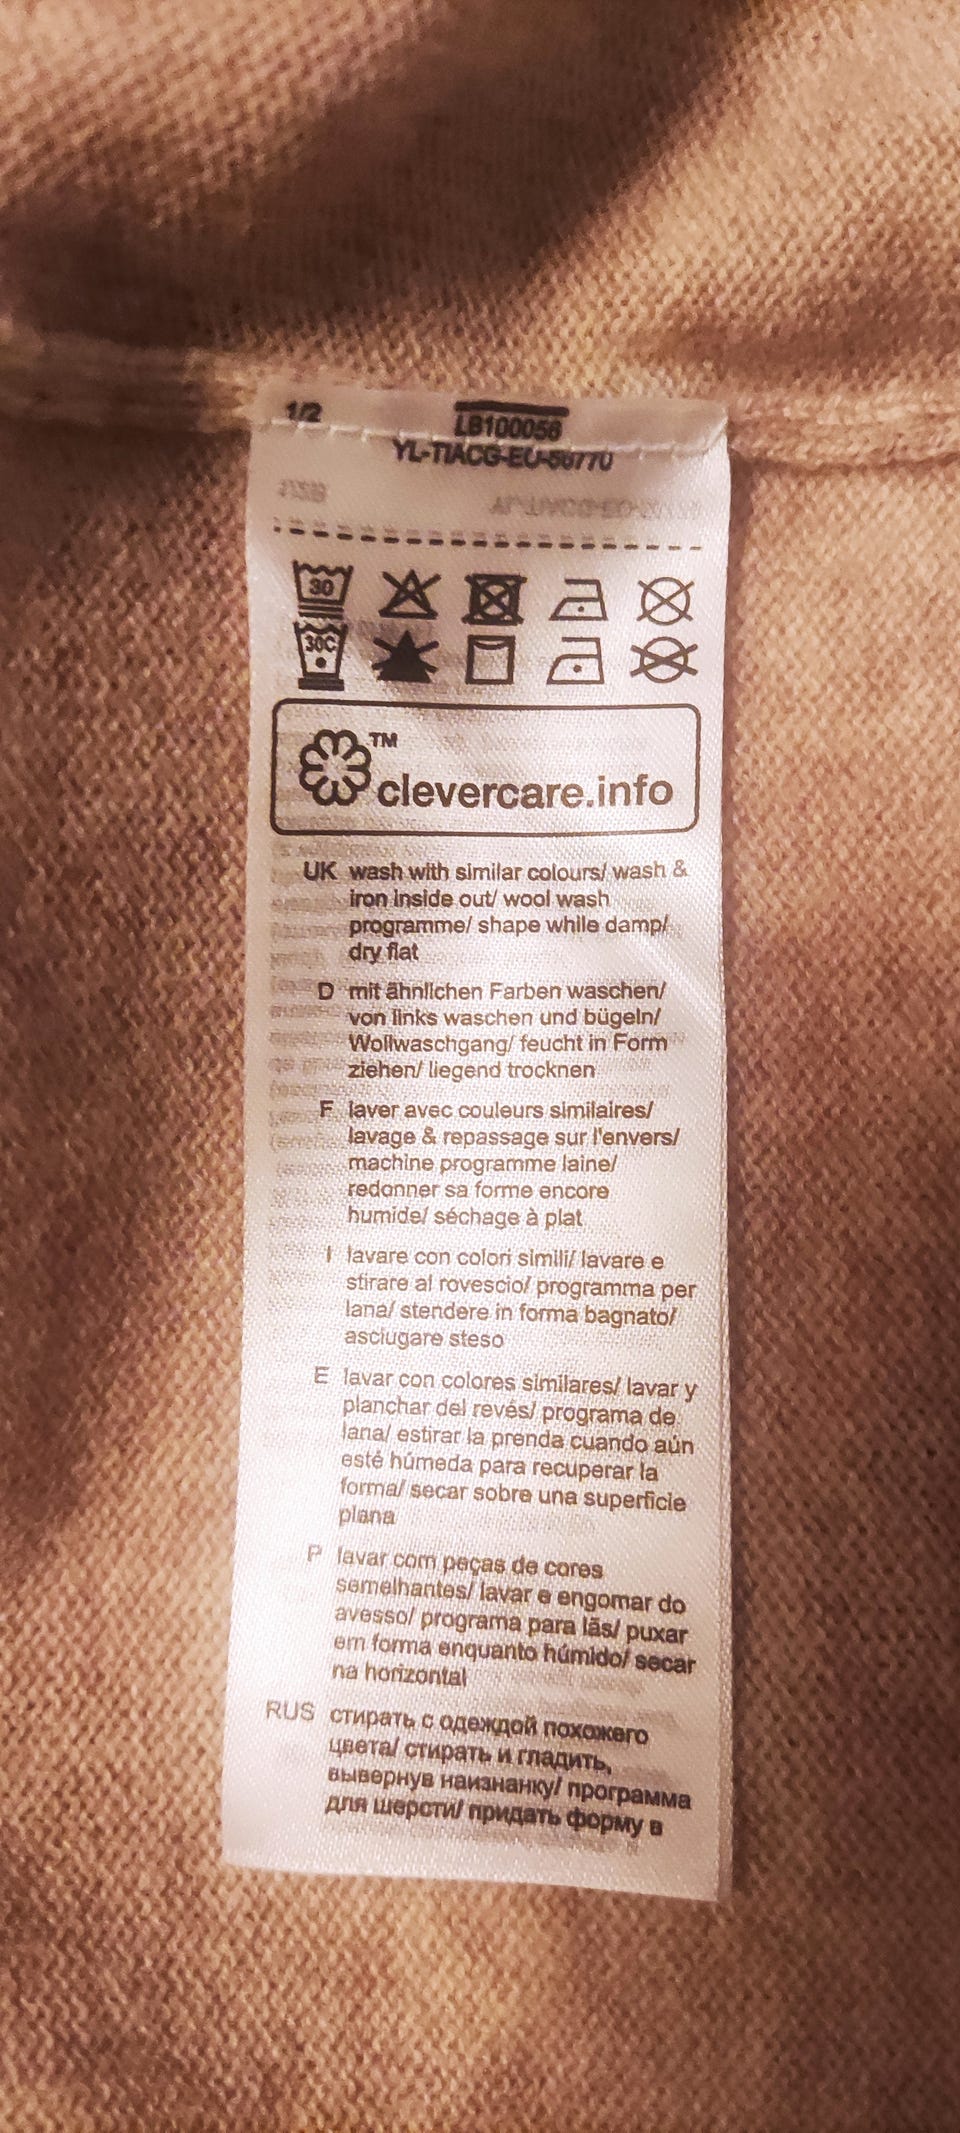 1/2
LB100056
YL-TIACG-EU-56770
30
30C
TM
clevercare.info
UK wash with similar colours/ wash &
iron inside out/ wool wash
programme/ shape while damp/
dry flat
D mit ähnlichen Farben waschen/
von links waschen und bügeln/
Wollwaschgang/ feucht in Form
ziehen/ liegend trocknen
F laver avec couleurs similaires/
lavage & repassage sur l'envers/
machine programme laine/
redonner sa forme encore
humide/ séchage à plat
I lavare con colori simili/ lavare e
stirare al rovescio/ programma per
lana/ stendere in forma bagnato/
asciugare steso
E lavar con colores similares/ lavar y
planchar del revés/ programa de
lana/ estirar la prenda cuando aún
esté húmeda para recuperar la
forma/ secar sobre una superficie
plana
P lavar com peças de cores
semelhantes/ lavar e engomar do
avesso/ programa para lãs/ puxar
em forma enquanto húmido/ secar
na horizontal
RUS стирать с одеждой похожего
цвета/ стирать и гладить,
вывернув наизнанку/ программа
для шерсти/ придать форму в